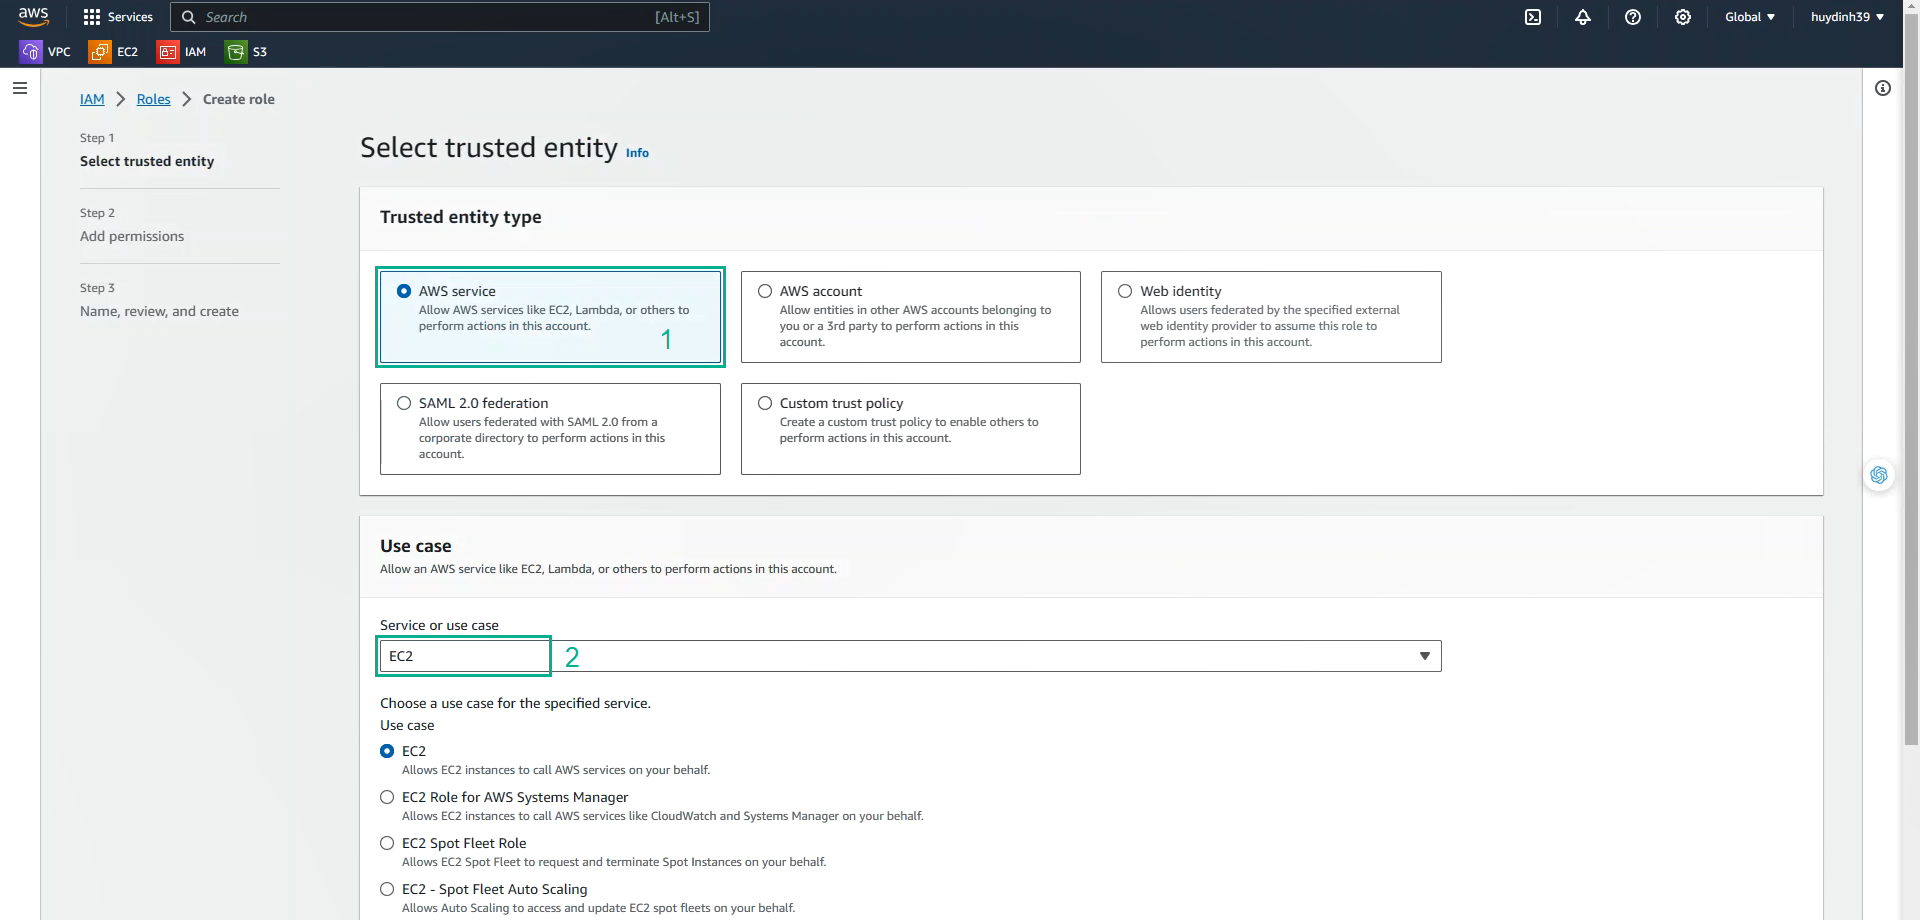 aws
Services
Search
[Alt+S]
Global
huydinh39
VPC
EC2
IAM
S3
IAM
Roles
Create role
Step 1
Select trusted entity
Step 2
Add permissions
Step 3
Name, review, and create
Select trusted entity Info
Trusted entity type
AWS service
Allow AWS services like EC2, Lambda, or others to
perform actions in this account.
1
AWS account
Allow entities in other AWS accounts belonging to
you or a 3rd party to perform actions in this
account.
Web identity
Allows users federated by the specified external
web identity provider to assume this role to
perform actions in this account.
SAML 2.0 federation
Allow users federated with SAML 2.0 from a
corporate directory to perform actions in this
account.
Custom trust policy
Create a custom trust policy to enable others to
perform actions in this account.
Use case
Allow an AWS service like EC2, Lambda, or others to perform actions in this account.
Service or use case
EC2
2
Choose a use case for the specified service.
Use case
EC2
Allows EC2 instances to call AWS services on your behalf.
EC2 Role for AWS Systems Manager
Allows EC2 instances to call AWS services like CloudWatch and Systems Manager on your behalf.
EC2 Spot Fleet Role
Allows EC2 Spot Fleet to request and terminate Spot Instances on your behalf.
EC2 - Spot Fleet Auto Scaling
Allows Auto Scaling to access and update EC2 spot fleets on your behalf.